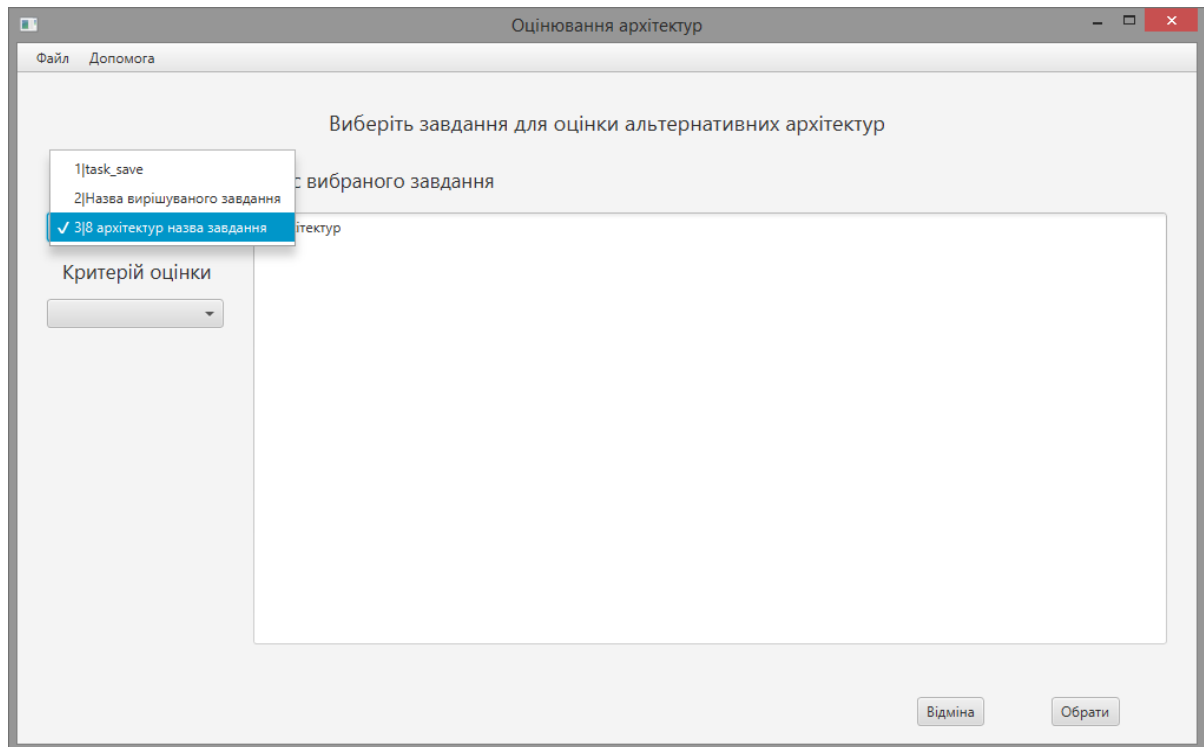 Оцінювання архітектур
Файл Допомога
Виберіть завдання для оцінки альтернативних архітектур
1|task_save
2|Назва вирішуваного завдання
✓ 3|8 архітектур назва завдання
вибраного завдання
Критерій оцінки
Відміна
Обрати